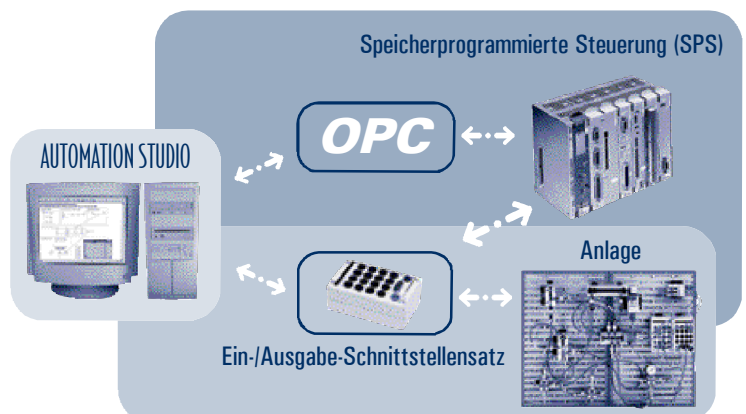 Speicherprogrammierte Steuerung (SPS)
OPC
AUTOMATION STUDIO
Anlage
Ein-/Ausgabe-Schnittstellensatz